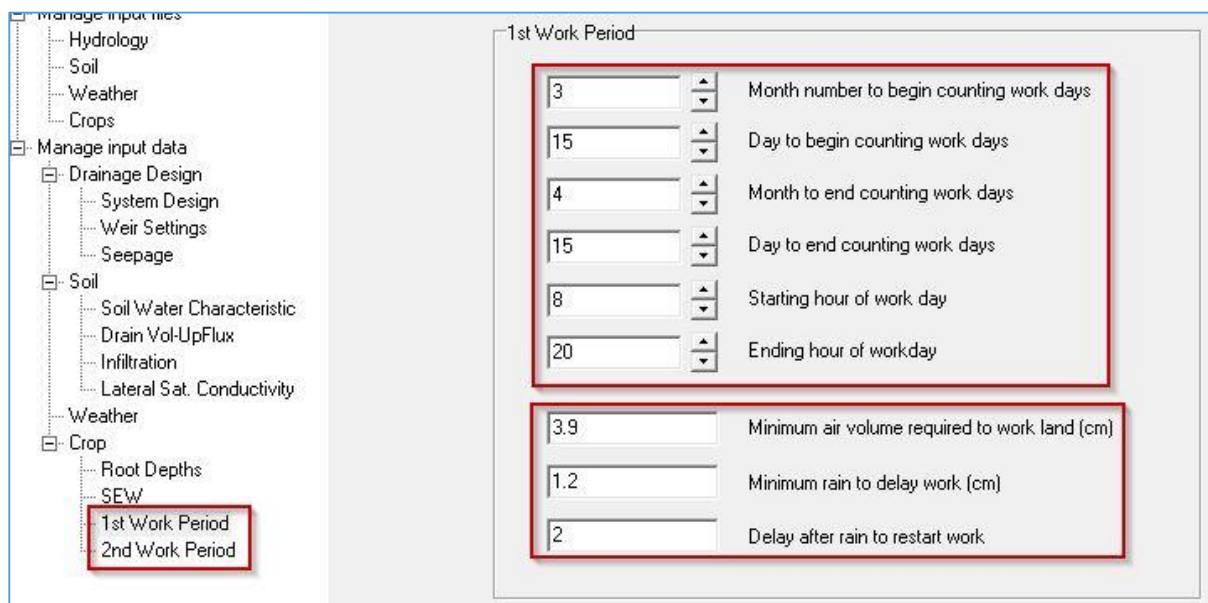 Manage input files
Hydrology
Soil
Weather
Crops
Manage input data
Drainage Design
System Design
Weir Settings
Seepage
Soil
Soil Water Characteristic
Drain Vol-UpFlux
Infiltration
Lateral Sat. Conductivity
Weather
Crop
Root Depths
SEW
1st Work Period
2nd Work Period
1st Work Period
3 Month number to begin counting work days
15 Day to begin counting work days
4 Month to end counting work days
15 Day to end counting work days
8 Starting hour of work day
20 Ending hour of workday
3.9 Minimum air volume required to work land (cm)
1.2 Minimum rain to delay work (cm)
2 Delay after rain to restart work